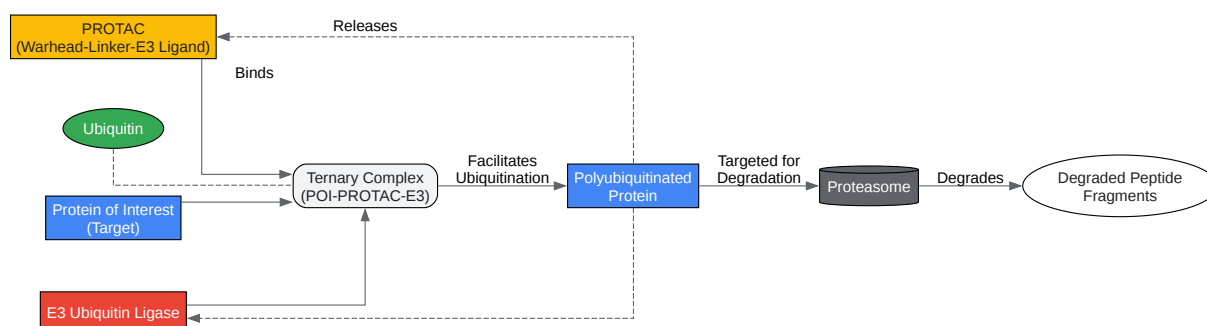 PROTAC
(Warhead-Linker-E3 Ligand)
Releases
Binds
Ubiquitin
Ternary Complex
(POI-PROTAC-E3)
Facilitates
Ubiquitination
Polyubiquitinated
Protein
Targeted for
Degradation
Proteasome
Degrades
Degraded Peptide
Fragments
Protein of Interest
(Target)
E3 Ubiquitin Ligase